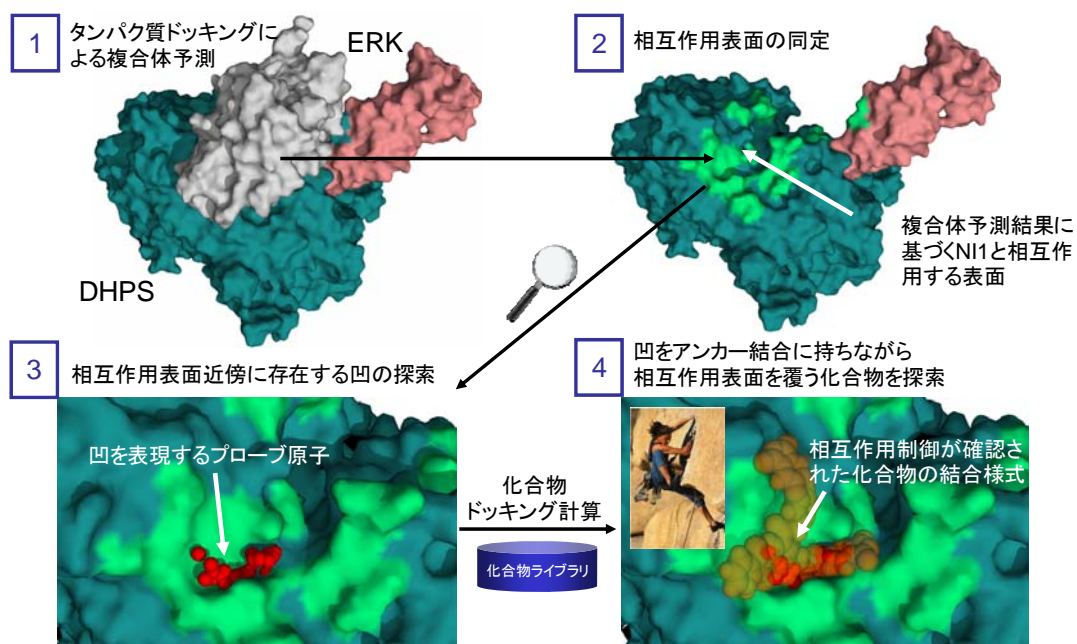 1
タンパク質ドッキングに
よる複合体予測
ERK
DHPS
2
相互作用表面の同定
複合体予測結果に
基づくNI1と相互作
用する表面
3
相互作用表面近傍に存在する凹の探索
凹を表現するプローブ原子
化合物
ドッキング計算
化合物ライブラリ
4
凹をアンカー結合に持ちながら
相互作用表面を覆う化合物を探索
相互作用制御が確認さ
れた化合物の結合様式